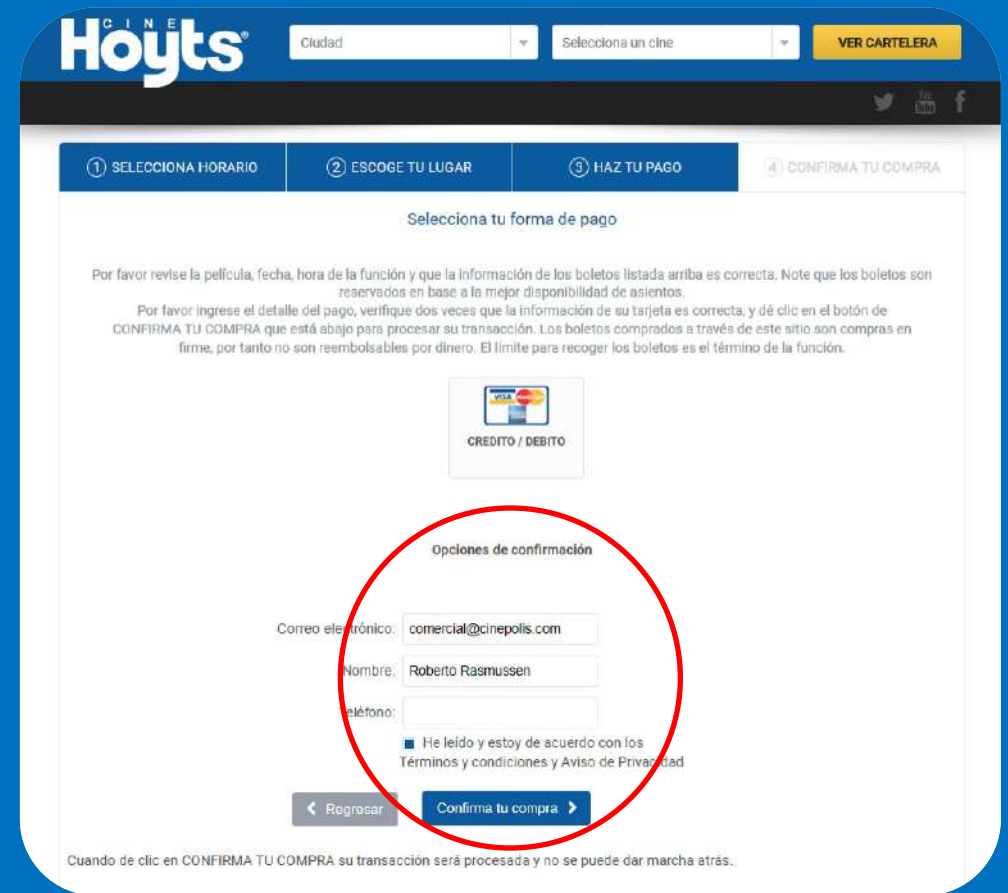 CINE
Hoyts®
Ciudad
Selecciona un cine
VER CARTELERA
You
Tube
f
1 SELECCIONA HORARIO
2 ESCOGE TU LUGAR
3 HAZ TU PAGO
4 CONFIRMA TU COMPRA
Selecciona tu forma de pago
Por favor revise la película, fecha, hora de la función y que la información de los boletos listada arriba es correcta. Note que los boletos son
reservados en base a la mejor disponibilidad de asientos.
Por favor ingrese el detalle del pago, verifique dos veces que la información de su tarjeta es correcta, y dé clic en el botón de
CONFIRMA TU COMPRA que está abajo para procesar su transacción. Los boletos comprados a través de este sitio son compras en
firme, por tanto no son reembolsables por dinero. El límite para recoger los boletos es el término de la función.
VISA
CREDITO / DEBITO
Opciones de confirmación
Correo electrónico: comercial@cinepolis.com
Nombre: Roberto Rasmussen
Teléfono:
He leído y estoy de acuerdo con los
Términos y condiciones y Aviso de Privacidad
Regresar
Confirma tu compra
Cuando de clic en CONFIRMA TU COMPRA su transacción será procesada y no se puede dar marcha atrás.